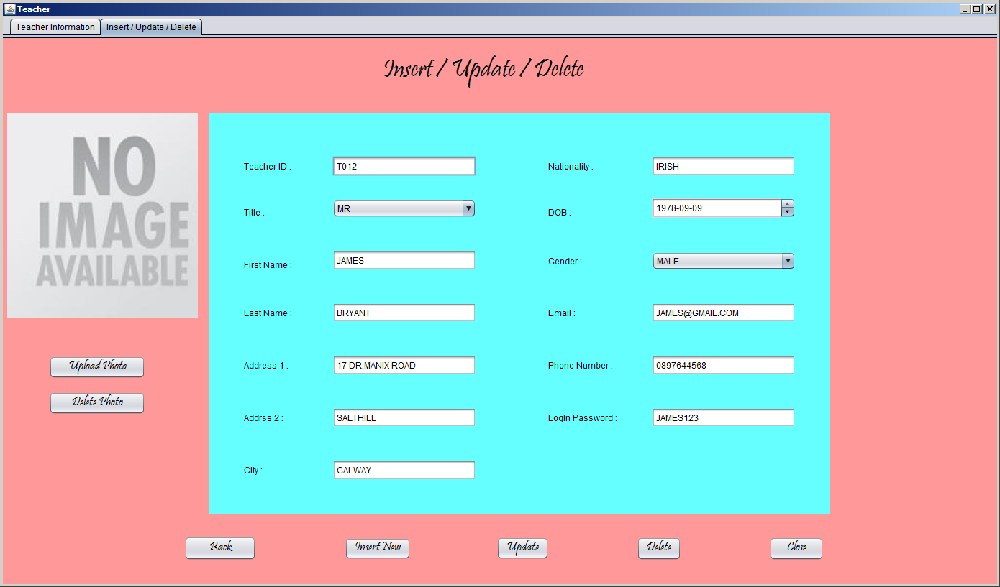 Teacher
Teacher Information Insert / Update / Delete
Insert / Update / Delete
NO
IMAGE
AVAILABLE
Upload Photo
Delete Photo
Teacher ID : T012 Nationality : IRISH
Title : MR DOB : 1978-09-09
First Name : JAMES Gender : MALE
Last Name : BRYANT Email : JAMES@GMAIL.COM
Address 1 : 17 DR.MANIX ROAD Phone Number : 0897644568
Addrss 2 : SALTHILL LogIn Password : JAMES123
City : GALWAY
Back Insert New Update Delete Close